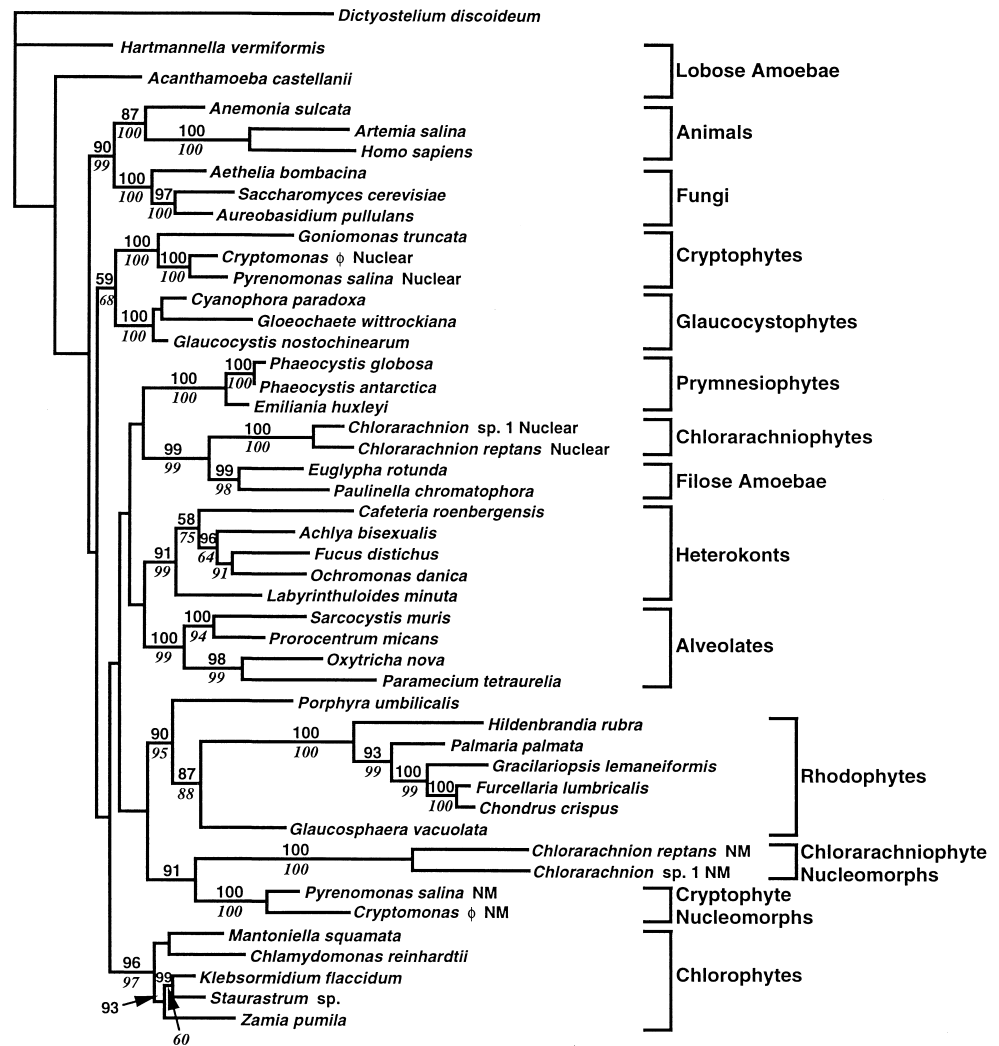 Dictyostelium discoideum
Hartmannella vermiformis
Lobose Amoebae
Acanthamoeba castellanii
87
100
Anemonia sulcata
100
100
Artemia salina
Animals
Homo sapiens
90
99
Aethelia bombacina
100
100
97
100
Saccharomyces cerevisiae
Fungi
Aureobasidium pullulans
Goniomonas truncata
100
100
Cryptomonas ϕ Nuclear
Cryptophytes
100
100
Pyrenomonas salina Nuclear
59
68
Cyanophora paradoxa
Gloeochaete wittrockiana
Glaucocystophytes
100
100
Glaucocystis nostochinearum
Phaeocystis globosa
100
100
100
100
Phaeocystis antarctica
Prymnesiophytes
Emiliania huxleyi
Chlorarachnion sp. 1 Nuclear
100
100
Chlorarachniophytes
Chlorarachnion reptans Nuclear
99
99
Euglypha rotunda
99
98
Filose Amoebae
Paulinella chromatophora
Cafeteria roenbergensis
58
75
Achlya bisexualis
96
64
Fucus distichus
Heterokonts
91
Ochromonas danica
91
99
Labyrinthuloides minuta
Sarcocystis muris
100
94
Prorocentrum micans
Alveolates
100
99
Oxytricha nova
98
99
Paramecium tetraurelia
Porphyra umbilicalis
90
95
Hildenbrandia rubra
100
100
Palmaria palmata
93
99
Gracilariopsis lemaneiformis
Rhodophytes
100
99
87
88
Furcellaria lumbricalis
100
100
Chondrus crispus
Glaucosphaera vacuolata
Chlorarachnion reptans NM
100
100
Chlorarachniophyte
Nucleomorphs
Chlorarachnion sp. 1 NM
91
Pyrenomonas salina NM
100
100
Cryptophyte
Nucleomorphs
Cryptomonas ϕ NM
Mantoniella squamata
Chlamydomonas reinhardtii
96
97
Klebsormidium flaccidum
Chlorophytes
99
Staurastrum sp.
93
Zamia pumila
60